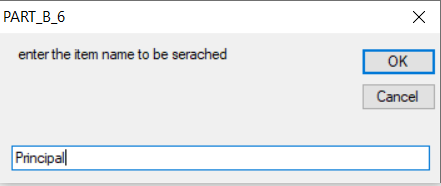 PART_B_6
enter the item name to be serached
OK
Cancel
Principal